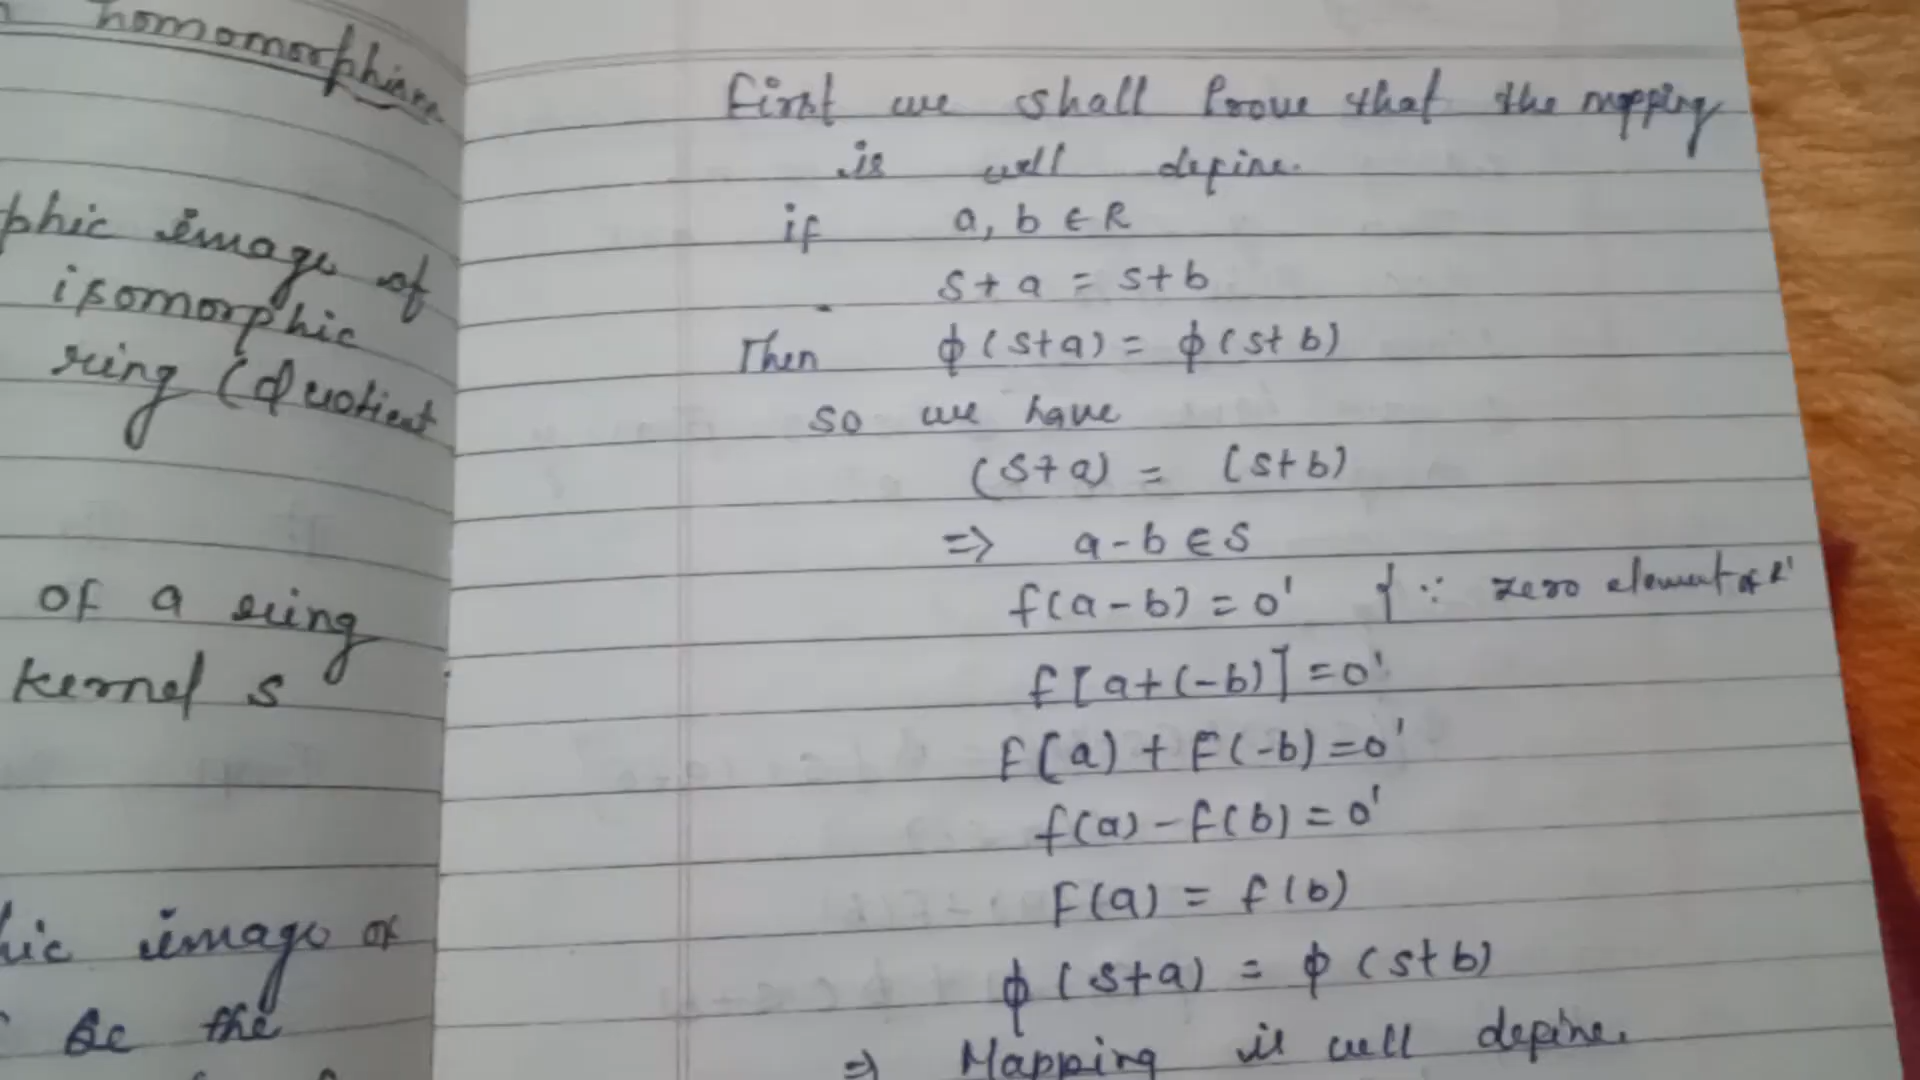 homomorphism
phic image of
isomorphic
ring (Quotient
of a ring
kernel s
hic image of
be the
First we shall Prove that the mapping
is well define.
if a, b ∈ R
s + a = s + b
Then ϕ (s+a) = ϕ (s+ b)
so we have
(s+a) = (s+b)
=> a - b ∈ s
f(a-b) = 0' { ∵ zero element of R'
f[a+(-b)] = 0'
F(a) + F(-b) = 0'
f(a) - f(b) = 0'
F(a) = f(b)
ϕ (s+a) = ϕ (s+b)
=> Mapping is well define.